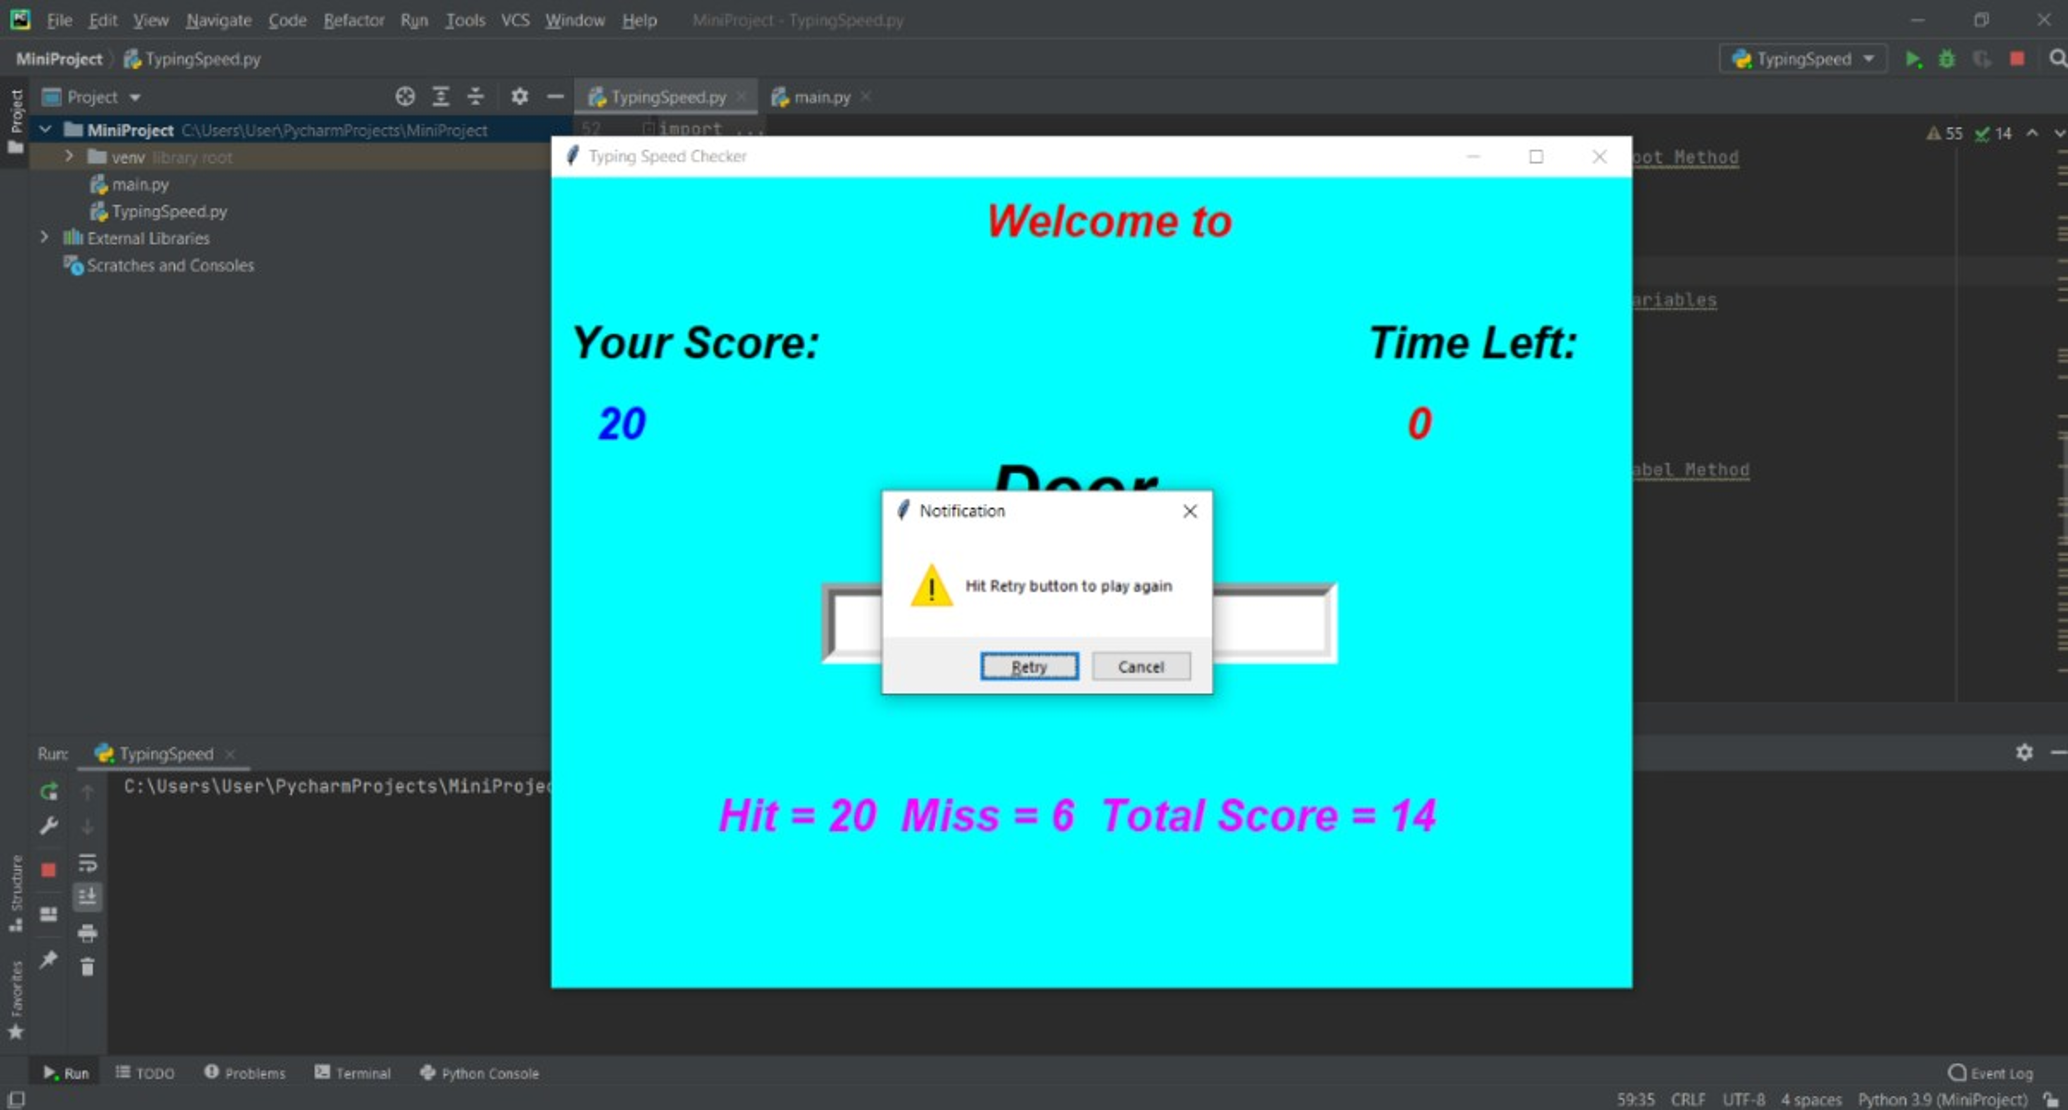 File Edit View Navigate Code Refactor Run Tools VCS Window Help MiniProject - TypingSpeed.py
MiniProject TypingSpeed.py TypingSpeed
Project Project TypingSpeed.py main.py
MiniProject C:\Users\User\PycharmProjects\MiniProject
52 import ...
55 14
venv library root
main.py
TypingSpeed.py
External Libraries
Scratches and Consoles
Typing Speed Checker
oot Method
ariables
abel Method
Welcome to
Your Score: Time Left:
20 0
Door
Notification
Hit Retry button to play again
Retry Cancel
Hit = 20 Miss = 6 Total Score = 14
Run: TypingSpeed
C:\Users\User\PycharmProjects\MiniProjec
Structure
Favorites
Run TODO Problems Terminal Python Console Event Log
59:35 CRLF UTF-8 4 spaces Python 3.9 (MiniProject)